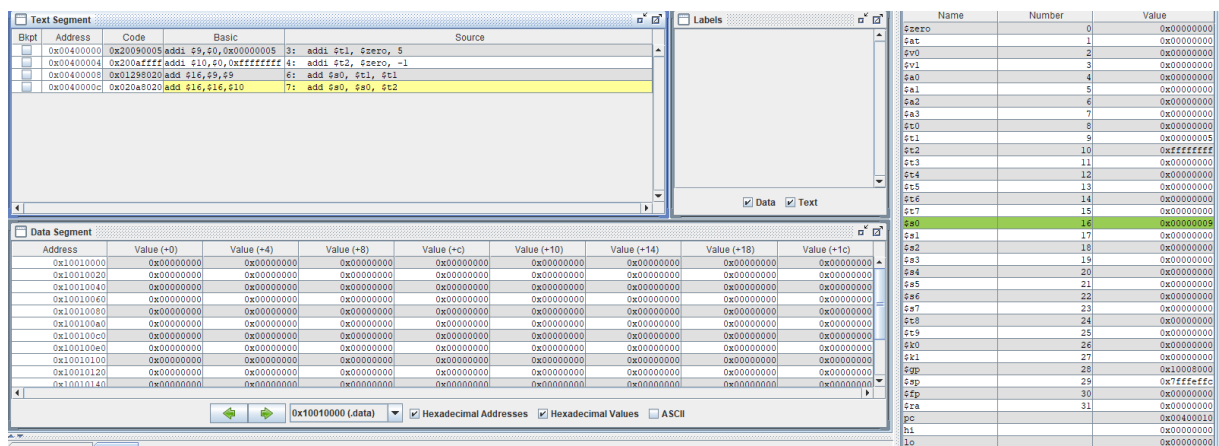 Text Segment
Bkpt Address Code Basic Source
0x00400000 0x20090005 addi $9,$0,0x00000005 3: addi $t1, $zero, 5
0x00400004 0x200affff addi $10,$0,0xffffffff 4: addi $t2, $zero, -1
0x00400008 0x01298020 add $16,$9,$9 6: add $s0, $t1, $t1
0x0040000c 0x020a8020 add $16,$16,$10 7: add $s0, $s0, $t2
Labels
Data Text
Data Segment
Address Value (+0) Value (+4) Value (+8) Value (+c) Value (+10) Value (+14) Value (+18) Value (+1c)
0x10010000 0x00000000 0x00000000 0x00000000 0x00000000 0x00000000 0x00000000 0x00000000 0x00000000
0x10010020 0x00000000 0x00000000 0x00000000 0x00000000 0x00000000 0x00000000 0x00000000 0x00000000
0x10010040 0x00000000 0x00000000 0x00000000 0x00000000 0x00000000 0x00000000 0x00000000 0x00000000
0x10010060 0x00000000 0x00000000 0x00000000 0x00000000 0x00000000 0x00000000 0x00000000 0x00000000
0x10010080 0x00000000 0x00000000 0x00000000 0x00000000 0x00000000 0x00000000 0x00000000 0x00000000
0x100100a0 0x00000000 0x00000000 0x00000000 0x00000000 0x00000000 0x00000000 0x00000000 0x00000000
0x100100c0 0x00000000 0x00000000 0x00000000 0x00000000 0x00000000 0x00000000 0x00000000 0x00000000
0x100100e0 0x00000000 0x00000000 0x00000000 0x00000000 0x00000000 0x00000000 0x00000000 0x00000000
0x10010100 0x00000000 0x00000000 0x00000000 0x00000000 0x00000000 0x00000000 0x00000000 0x00000000
0x10010120 0x00000000 0x00000000 0x00000000 0x00000000 0x00000000 0x00000000 0x00000000 0x00000000
0x10010140 0x00000000 0x00000000 0x00000000 0x00000000 0x00000000 0x00000000 0x00000000 0x00000000
0x10010000 (.data) Hexadecimal Addresses Hexadecimal Values ASCII
Name Number Value
$zero 0 0x00000000
$at 1 0x00000000
$v0 2 0x00000000
$v1 3 0x00000000
$a0 4 0x00000000
$a1 5 0x00000000
$a2 6 0x00000000
$a3 7 0x00000000
$t0 8 0x00000000
$t1 9 0x00000005
$t2 10 0xffffffff
$t3 11 0x00000000
$t4 12 0x00000000
$t5 13 0x00000000
$t6 14 0x00000000
$t7 15 0x00000000
$s0 16 0x00000009
$s1 17 0x00000000
$s2 18 0x00000000
$s3 19 0x00000000
$s4 20 0x00000000
$s5 21 0x00000000
$s6 22 0x00000000
$s7 23 0x00000000
$t8 24 0x00000000
$t9 25 0x00000000
$k0 26 0x00000000
$k1 27 0x00000000
$gp 28 0x10008000
$sp 29 0x7fffeffc
$fp 30 0x00000000
$ra 31 0x00000000
pc 0x00400010
hi 0x00000000
lo 0x00000000